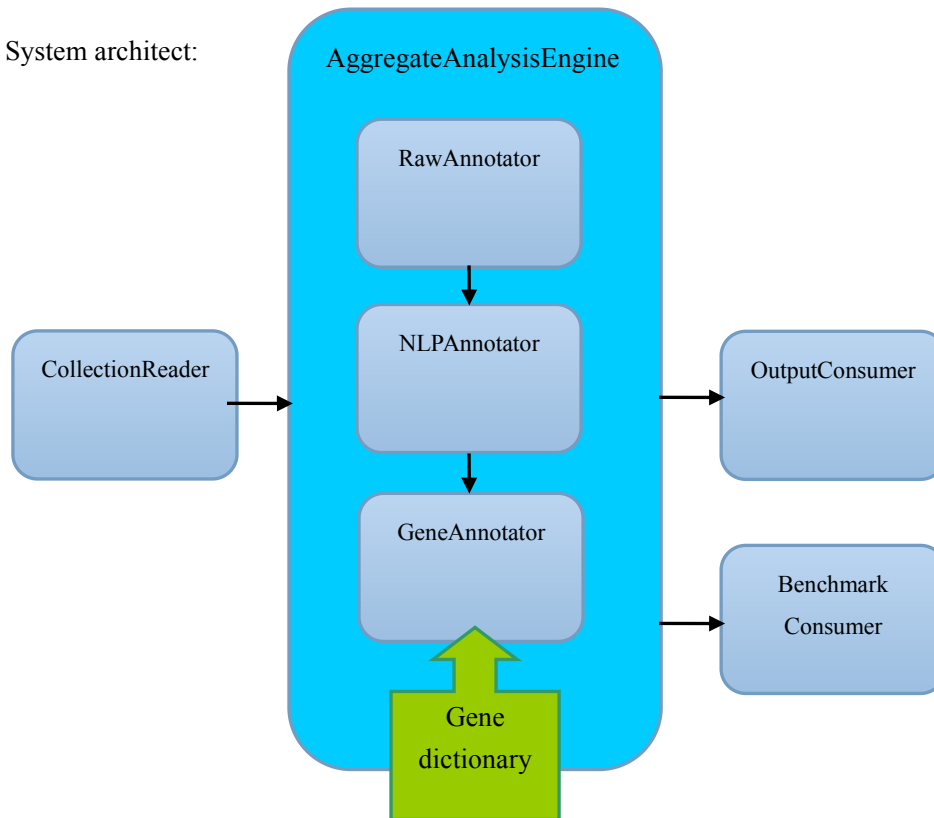 System architect:
AggregateAnalysisEngine
RawAnnotator
NLPAnnotator
CollectionReader
OutputConsumer
GeneAnnotator
Benchmark
Consumer
Gene
dictionary